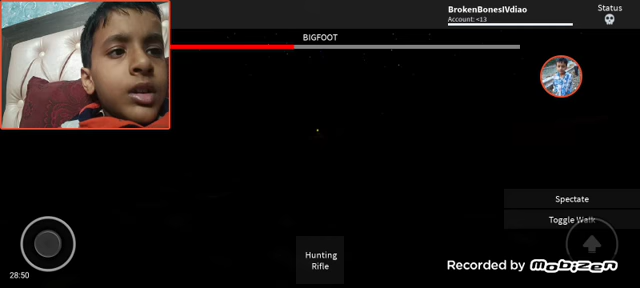 BrokenBonesIVdiao
Account: <13
Status
BIGFOOT
Spectate
Toggle Walk
Hunting
Rifle
28:50
Recorded by Mobizen